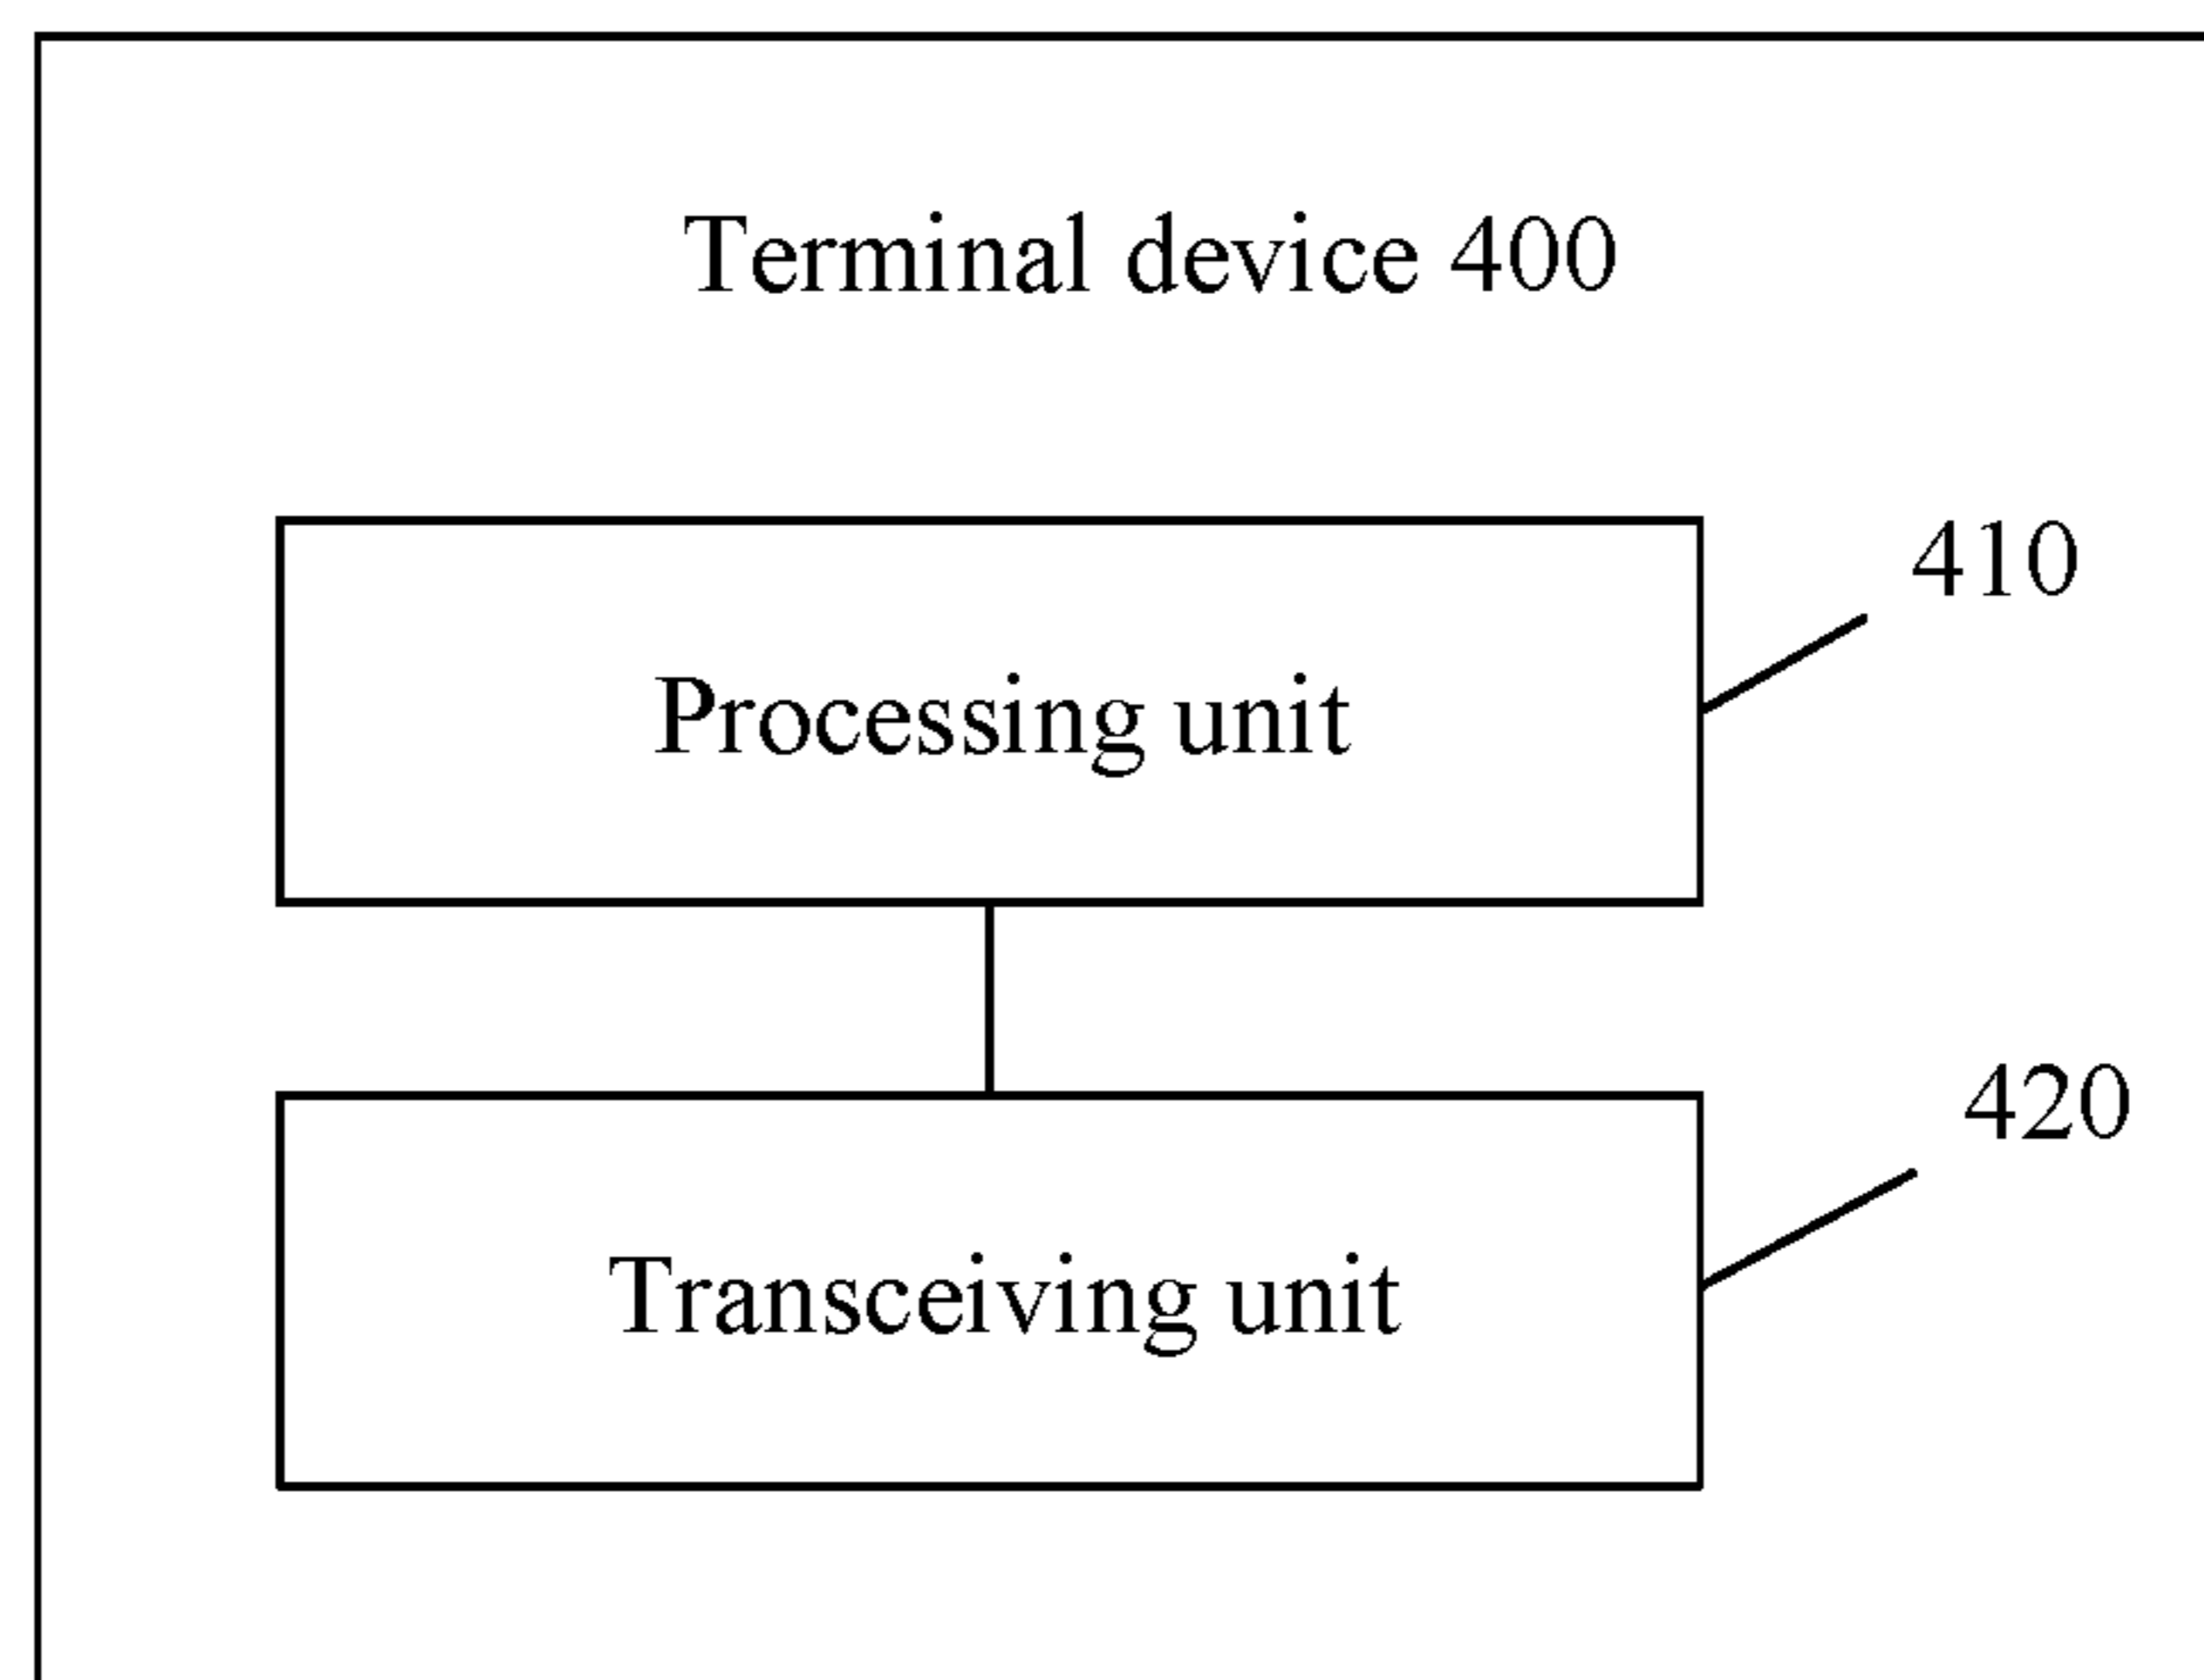 Terminal device 400
410
Processing unit
420
Transceiving unit